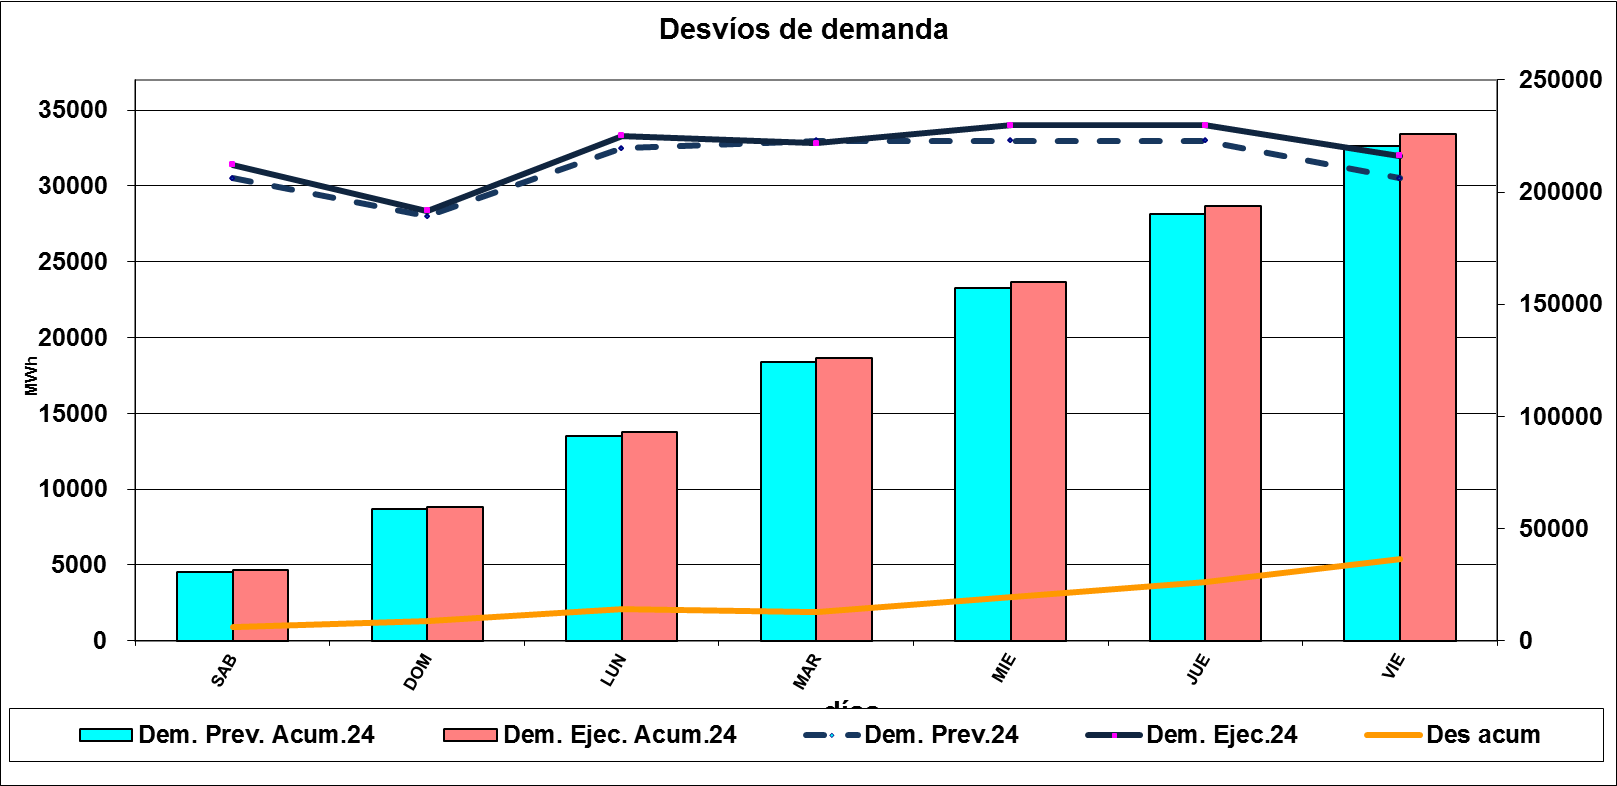 Desvíos de demanda
35000
30000
25000
20000
15000
10000
5000
0
MWh
250000
200000
150000
100000
50000
0
SAB
DOM
LUN
MAR
MIE
JUE
VIE
días
Dem. Prev. Acum.24
Dem. Ejec. Acum.24
Dem. Prev.24
Dem. Ejec.24
Des acum